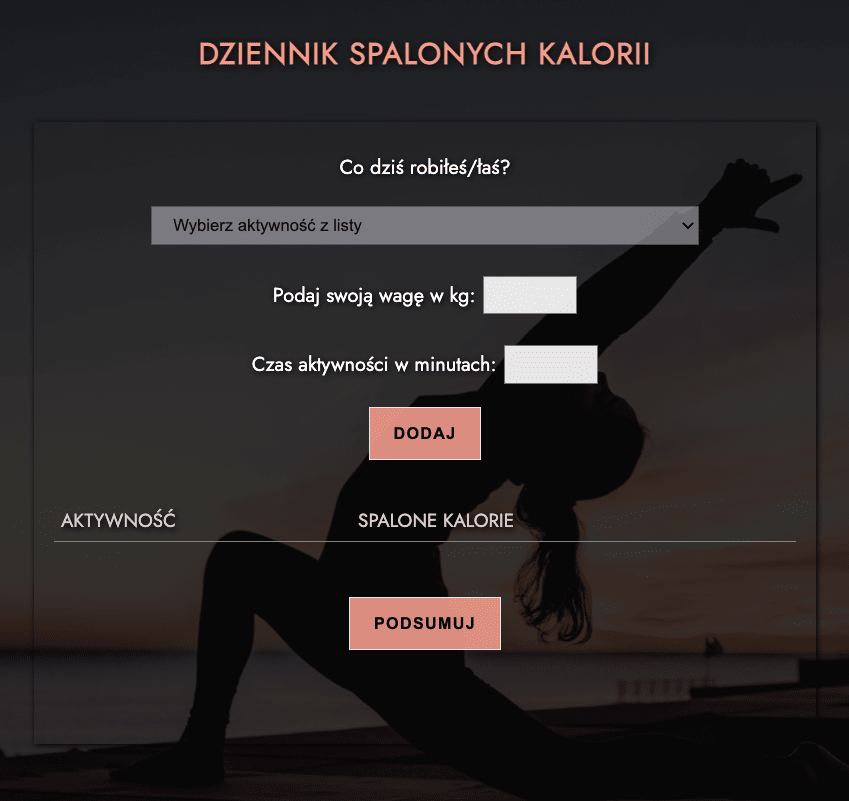 DZIENNIK SPALONYCH KALORII
Co dziś robiłeś/łaś?
Wybierz aktywność z listy
Podaj swoją wagę w kg:
Czas aktywności w minutach:
DODAJ
AKTYWNOŚĆ SPALONE KALORIE
PODSUMUJ